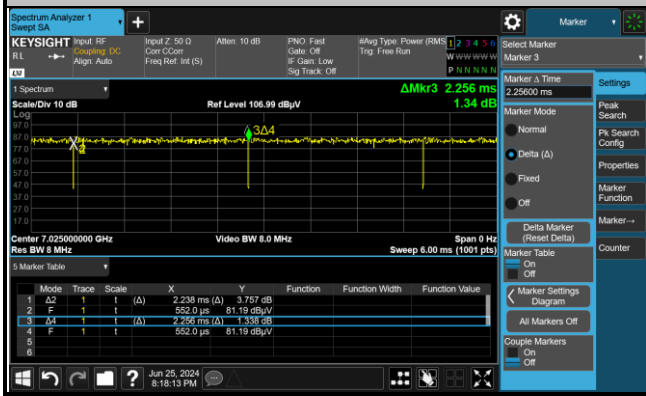 Spectrum Analyzer 1
Swept SA
Marker
KEYSIGHT
RL
Input: RF
Coupling: DC
Align: Auto
Input Z: 50 Ω
Corr CCorr
Freq Ref: Int (S)
Atten: 10 dB
PNO: Fast
Gate: Off
IF Gain: Low
Sig Track: Off
#Avg Type: Power (RMS
Trig: Free Run
1 2 3 4 5 6
W W W W W W
P N N N N N
Select Marker
Marker 3
1 Spectrum
Scale/Div 10 dB
Log
Ref Level 106.99 dBµV
ΔMkr3 2.256 ms
1.34 dB
97.0
87.0
77.0
67.0
57.0
47.0
37.0
27.0
17.0
3Δ4
Center 7.025000000 GHz
Res BW 8 MHz
Video BW 8.0 MHz
Span 0 Hz
Sweep 6.00 ms (1001 pts)
5 Marker Table
Mode Trace Scale X Y Function Function Width Function Value
1 Δ2 1 t (Δ) 2.238 ms (Δ) 3.757 dB
2 F 1 t 552.0 µs 81.19 dBµV
3 Δ4 1 t (Δ) 2.256 ms (Δ) 1.338 dB
4 F 1 t 552.0 µs 81.19 dBµV
5
6
Jun 25, 2024
8:18:13 PM
Marker Δ Time
2.25600 ms
Marker Mode
Normal
Delta (Δ)
Fixed
Off
Delta Marker
(Reset Delta)
Marker Table
On
Off
Marker Settings
Diagram
All Markers Off
Couple Markers
On
Off
Settings
Peak
Search
Pk Search
Config
Properties
Marker
Function
Marker→
Counter